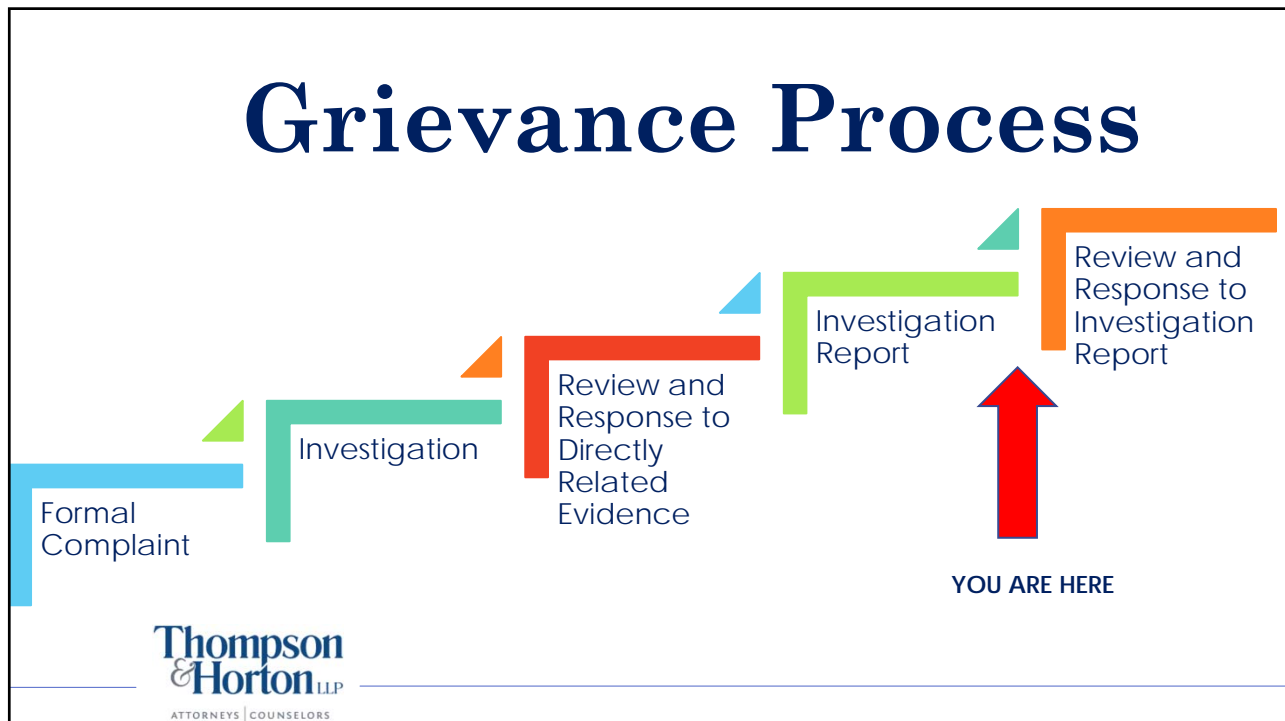 Grievance Process
Formal
Complaint
Investigation
Review and
Response to
Directly
Related
Evidence
Investigation
Report
Review and
Response to
Investigation
Report
YOU ARE HERE
Thompson
&Horton LLP
ATTORNEYS | COUNSELORS